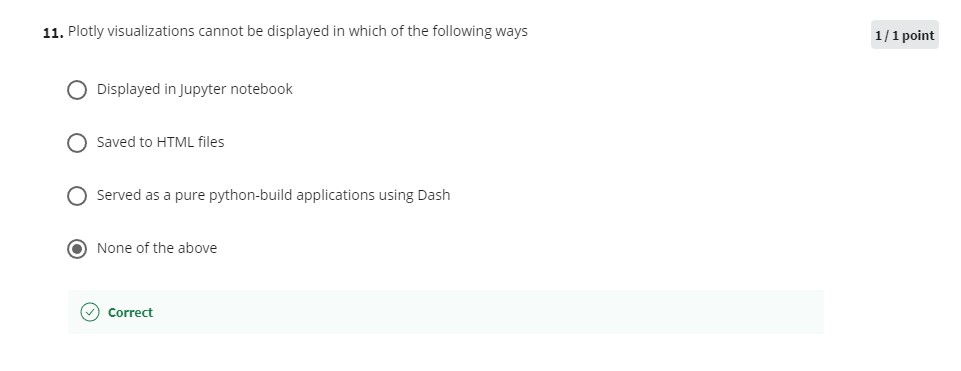 11. Plotly visualizations cannot be displayed in which of the following ways
1 / 1 point
Displayed in Jupyter notebook
Saved to HTML files
Served as a pure python-build applications using Dash
None of the above
Correct